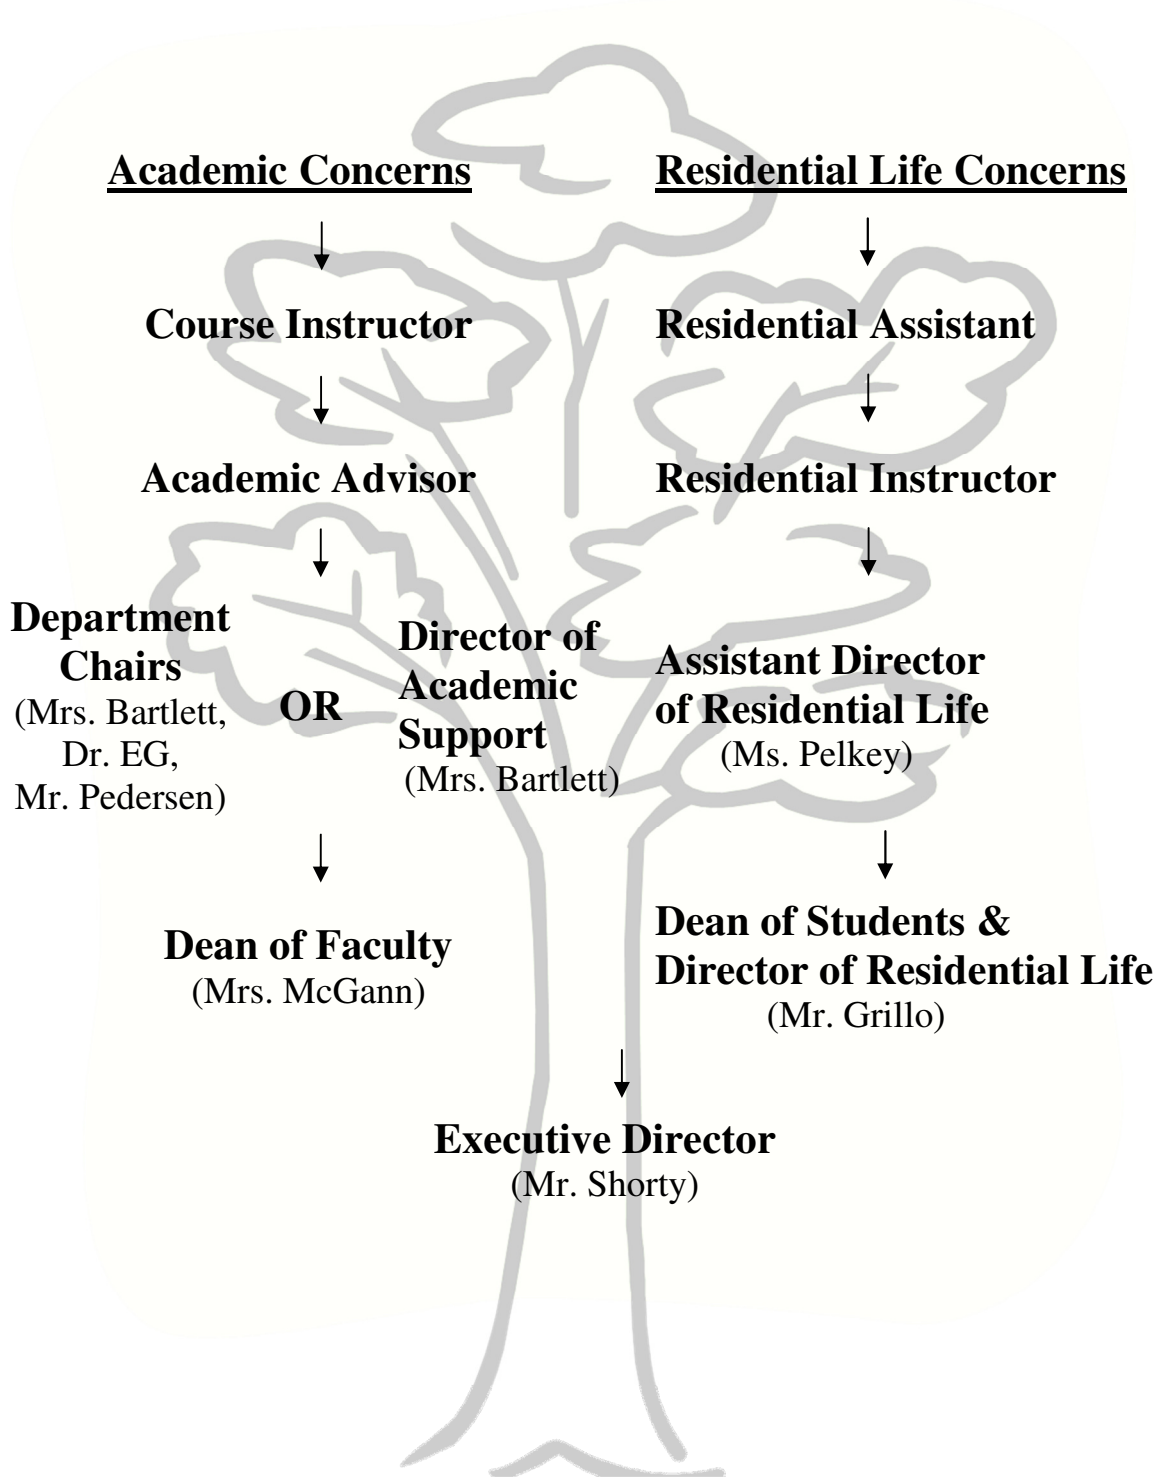 Academic Concerns
Course Instructor
Academic Advisor
Department
Chairs
(Mrs. Bartlett,
Dr. EG,
Mr. Pedersen)
OR
Director of
Academic
Support
(Mrs. Bartlett)
Dean of Faculty
(Mrs. McGann)
Residential Life Concerns
Residential Assistant
Residential Instructor
Assistant Director
of Residential Life
(Ms. Pelkey)
Dean of Students &
Director of Residential Life
(Mr. Grillo)
Executive Director
(Mr. Shorty)